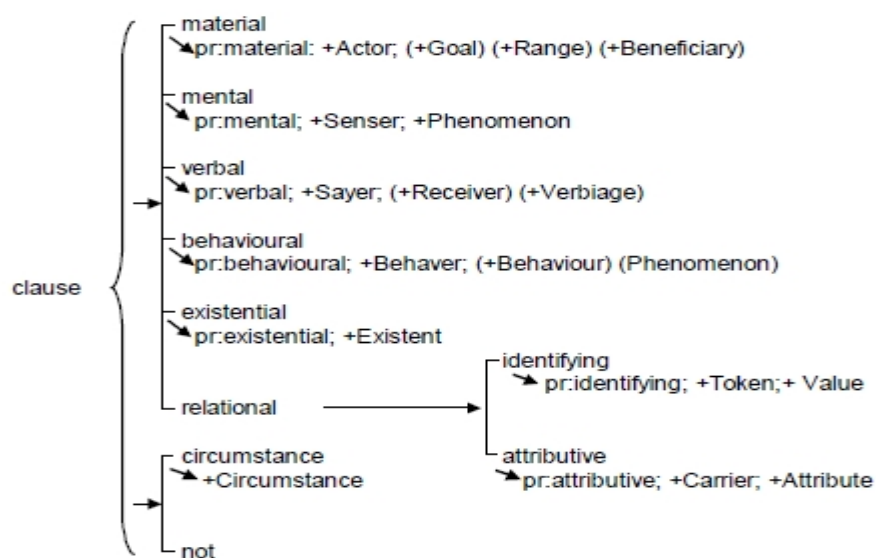 material
pr:material: +Actor; (+Goal) (+Range) (+Beneficiary)
mental
pr:mental; +Senser; +Phenomenon
verbal
pr:verbal; +Sayer; (+Receiver) (+Verbiage)
behavioural
pr:behavioural; +Behaver; (+Behaviour) (Phenomenon)
clause
existential
pr:existential; +Existent
identifying
pr:identifying; +Token;+ Value
relational
circumstance
+Circumstance
attributive
pr:attributive; +Carrier; +Attribute
not